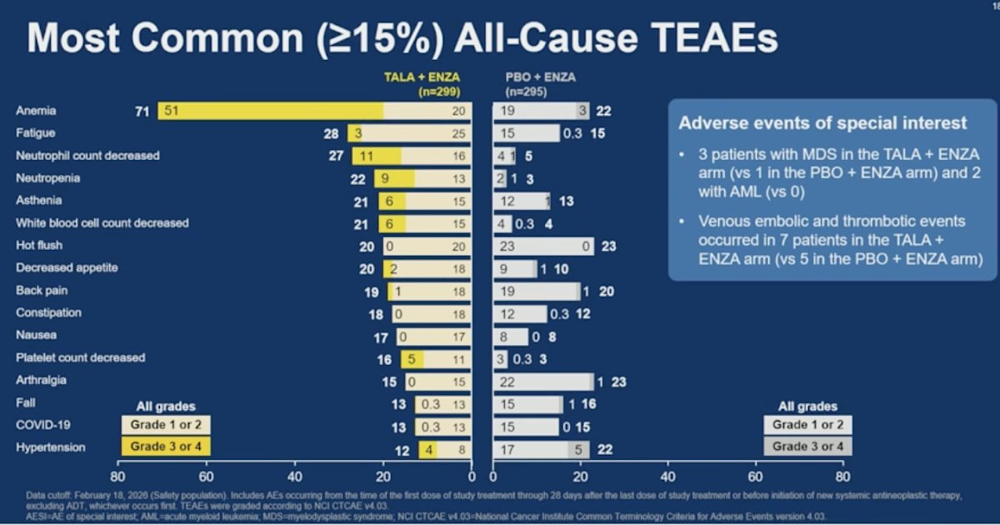 18
Most Common (≥15%) All-Cause TEAEs
TALA + ENZA
(n=299)
PBO + ENZA
(n=295)
Anemia 71 51 20 19 3 22
Fatigue 28 3 25 15 0.3 15
Neutrophil count decreased 27 11 16 4 1 5
Neutropenia 22 9 13 2 1 3
Asthenia 21 6 15 12 1 13
White blood cell count decreased 21 6 15 4 0.3 4
Hot flush 20 0 20 23 0 23
Decreased appetite 20 2 18 9 1 10
Back pain 19 1 18 19 1 20
Constipation 18 0 18 12 0.3 12
Nausea 17 0 17 8 0 8
Platelet count decreased 16 5 11 3 0.3 3
Arthralgia 15 0 15 22 1 23
Fall 13 0.3 13 15 1 16
COVID-19 13 0.3 13 15 0 15
Hypertension 12 4 8 17 5 22
All grades
Grade 1 or 2
Grade 3 or 4
All grades
Grade 1 or 2
Grade 3 or 4
80 60 40 20 0 0 20 40 60 80
Adverse events of special interest
• 3 patients with MDS in the TALA + ENZA
arm (vs 1 in the PBO + ENZA arm) and 2
with AML (vs 0)
• Venous embolic and thrombotic events
occurred in 7 patients in the TALA +
ENZA arm (vs 5 in the PBO + ENZA arm)
Data cutoff: February 18, 2026 (Safety population). Includes AEs occurring from the time of the first dose of study treatment through 28 days after the last dose of study treatment or before initiation of new systemic antineoplastic therapy,
excluding ADT, whichever occurs first. TEAEs were graded according to NCI CTCAE v4.03.
AESI=AE of special interest; AML=acute myeloid leukemia; MDS=myelodysplastic syndrome; NCI CTCAE v4.03=National Cancer Institute Common Terminology Criteria for Adverse Events version 4.03.